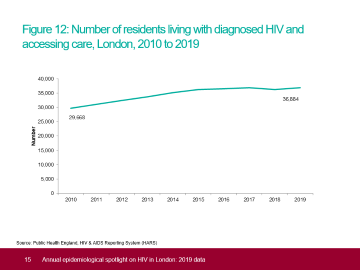 Figure 12: Number of residents living with diagnosed HIV and
accessing care, London, 2010 to 2019
40,000
35,000
30,000
25,000
20,000
15,000
10,000
5,000
0
Number
29,668
36,884
2010 2011 2012 2013 2014 2015 2016 2017 2018 2019
Source: Public Health England, HIV & AIDS Reporting System (HARS)
15 Annual epidemiological spotlight on HIV in London: 2019 data